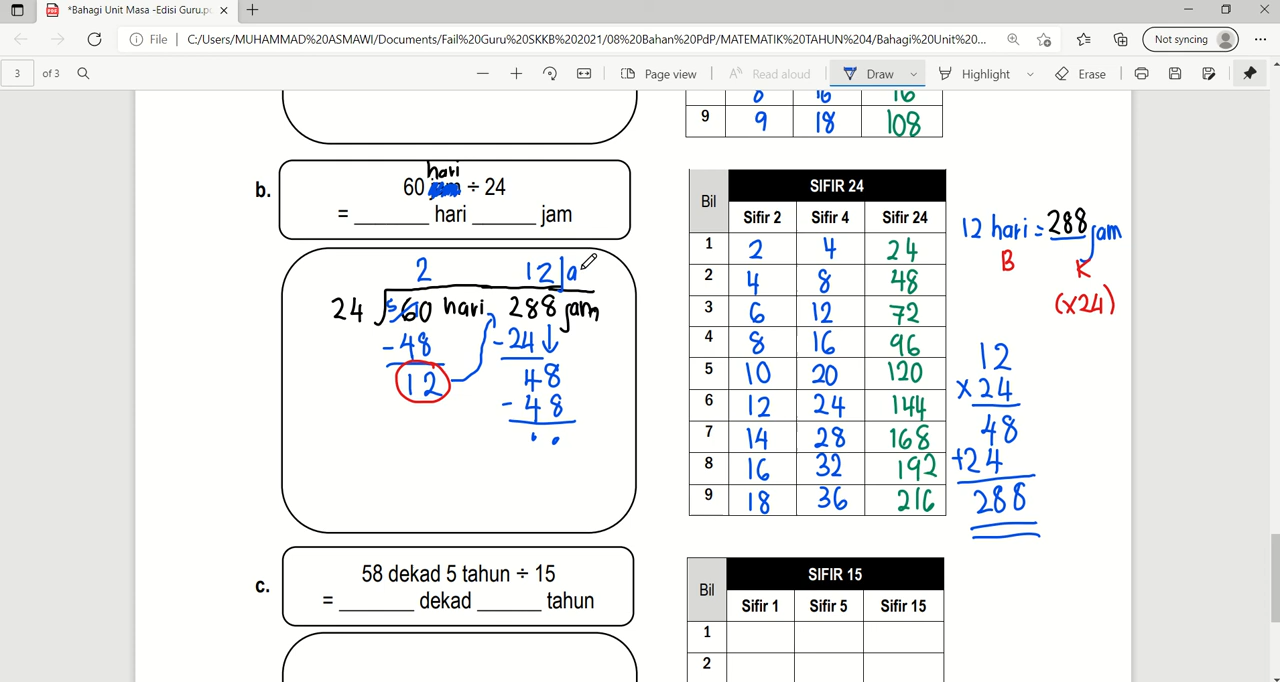 *Bahagi Unit Masa -Edisi Guru.pd
File C:/Users/MUHAMMAD%20ASMAWI/Documents/Fail%20Guru%20SKKB%202021/08%20Bahan%20PdP/MATEMATIK%20TAHUN%204/Bahagi%20Unit%20... Not syncing
3 of 3 Page view Read aloud Draw Highlight Erase
8 16 16
9 9 18 108
b.
hari
60 ÷ 24
= ______ hari ______ jam
2 12 ja
24 60 hari 288 jam
- 48 - 24
12 48
- 48
Bil SIFIR 24
Sifir 2 Sifir 4 Sifir 24
1 2 4 24
2 4 8 48
3 6 12 72
4 8 16 96
5 10 20 120
6 12 24 144
7 14 28 168
8 16 32 192
9 18 36 216
12 hari = 288 jam
B K
(x24)
12
x 24
48
+24
288
c.
58 dekad 5 tahun ÷ 15
= _______ dekad ______ tahun
Bil SIFIR 15
Sifir 1 Sifir 5 Sifir 15
1
2